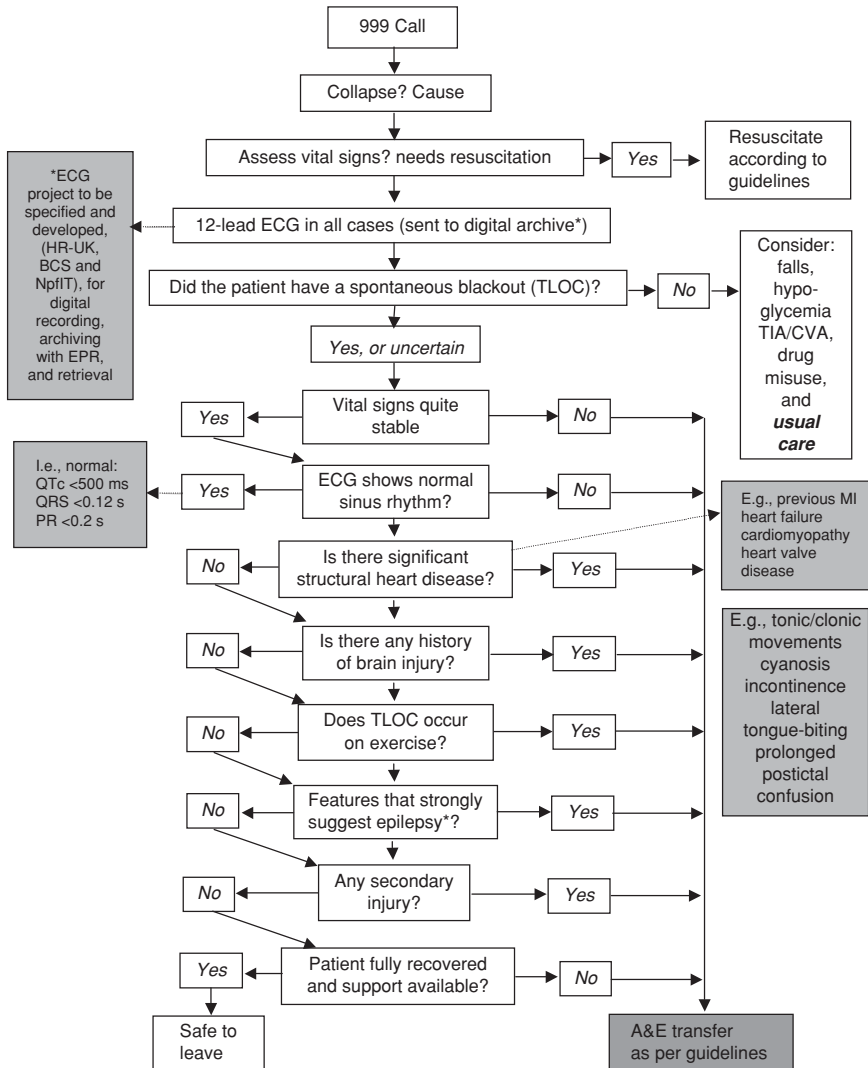 999 Call
Collapse? Cause
Assess vital signs? needs resuscitation
Yes
Resuscitate
according to
guidelines
*ECG
project to be
specified and
developed,
(HR-UK,
BCS and
NpfIT), for
digital
recording,
archiving
with EPR,
and retrieval
12-lead ECG in all cases (sent to digital archive*)
Did the patient have a spontaneous blackout (TLOC)?
No
Consider:
falls,
hypo-
glycemia
TIA/CVA,
drug
misuse,
and
usual
care
Yes, or uncertain
Yes
Vital signs quite
stable
No
I.e., normal:
QTc <500 ms
QRS <0.12 s
PR <0.2 s
Yes
ECG shows normal
sinus rhythm?
No
E.g., previous MI
heart failure
cardiomyopathy
heart valve
disease
No
Is there significant
structural heart disease?
Yes
No
Is there any history
of brain injury?
Yes
E.g., tonic/clonic
movements
cyanosis
incontinence
lateral
tongue-biting
prolonged
postictal
confusion
No
Does TLOC occur
on exercise?
Yes
No
Features that strongly
suggest epilepsy*?
Yes
No
Any secondary
injury?
Yes
Yes
Patient fully recovered
and support available?
No
Safe to
leave
A&E transfer
as per guidelines